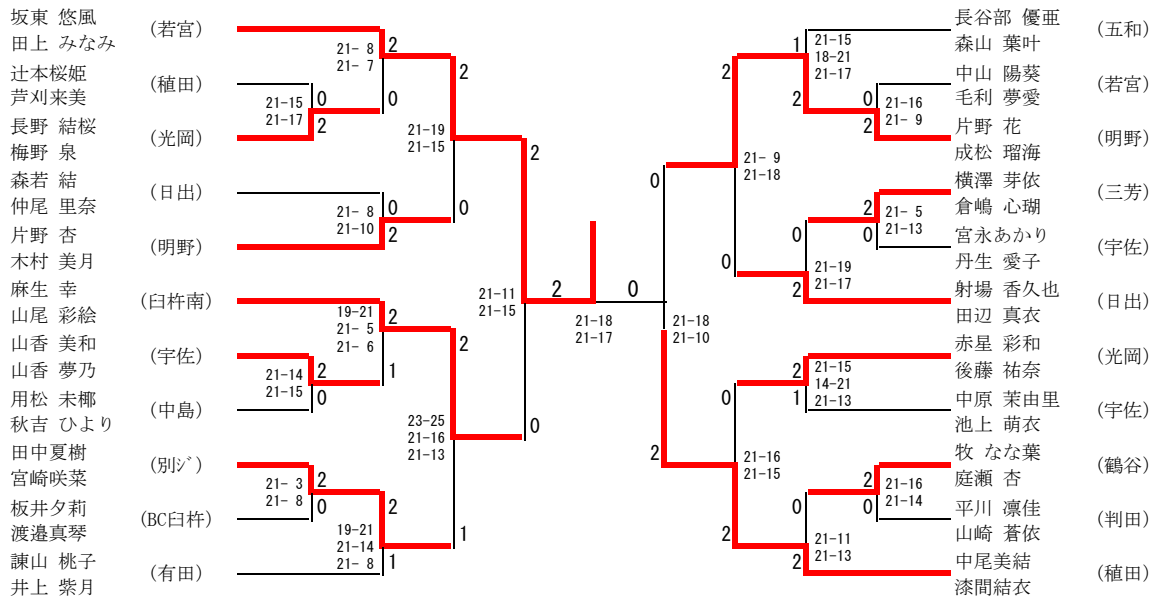 坂東 悠風
田上 みなみ
(若宮)
辻本桜姫
芦刈来美
(稙田)
長野 結桜
梅野 泉
(光岡)
森若 結
仲尾 里奈
(日出)
片野 杏
木村 美月
(明野)
麻生 幸
山尾 彩絵
(臼杵南)
山香 美和
山香 夢乃
(宇佐)
用松 未椰
秋吉 ひより
(中島)
田中夏樹
宮崎咲菜
(別ジ)
板井夕莉
渡邉真琴
(BC臼杵)
諫山 桃子
井上 紫月
(有田)
21- 8
21- 7
2
0
21-15
21-17
0
2
21- 8
21-10
0
2
19-21
21- 5
21- 6
2
1
21-14
21-15
2
0
21- 3
21- 8
2
0
19-21
21-14
21- 8
2
1
21-19
21-15
2
0
23-25
21-16
21-13
2
1
21-11
21-15
2
0
2
0
21-18
21-17
21-18
21-10
0
2
21- 9
21-18
2
0
21-16
21-15
0
2
21-15
18-21
21-17
1
2
21-16
21- 9
0
2
21- 5
21-13
2
0
21-19
21-17
0
2
21-15
14-21
21-13
2
1
21-16
21-14
2
0
21-11
21-13
0
2
長谷部 優亜
森山 葉叶
(五和)
中山 陽葵
毛利 夢愛
(若宮)
片野 花
成松 瑠海
(明野)
横澤 芽依
倉嶋 心瑚
(三芳)
宮永あかり
丹生 愛子
(宇佐)
射場 香久也
田辺 真衣
(日出)
赤星 彩和
後藤 祐奈
(光岡)
中原 茉由里
池上 萌衣
(宇佐)
牧 なな葉
庭瀬 杏
(鶴谷)
平川 凛佳
山崎 蒼依
(判田)
中尾美結
漆間結衣
(稙田)